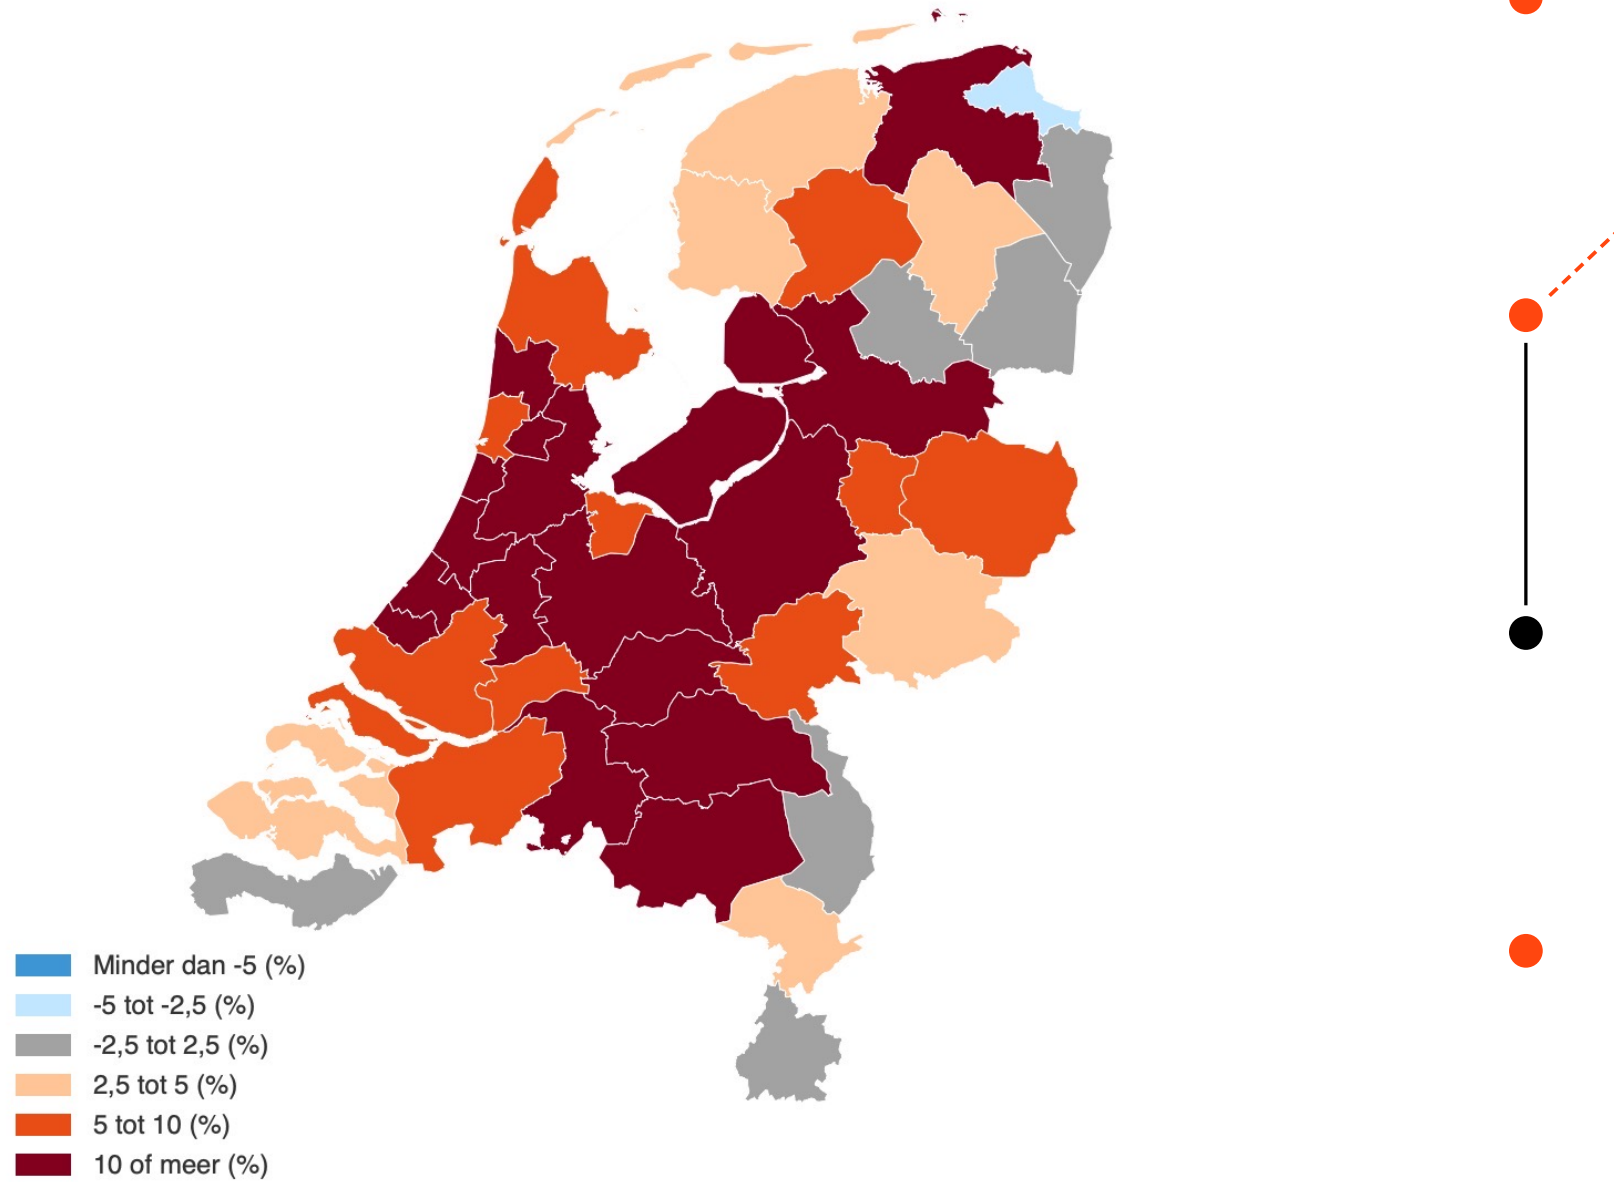 Minder dan -5 (%)
-5 tot -2,5 (%)
-2,5 tot 2,5 (%)
2,5 tot 5 (%)
5 tot 10 (%)
10 of meer (%)